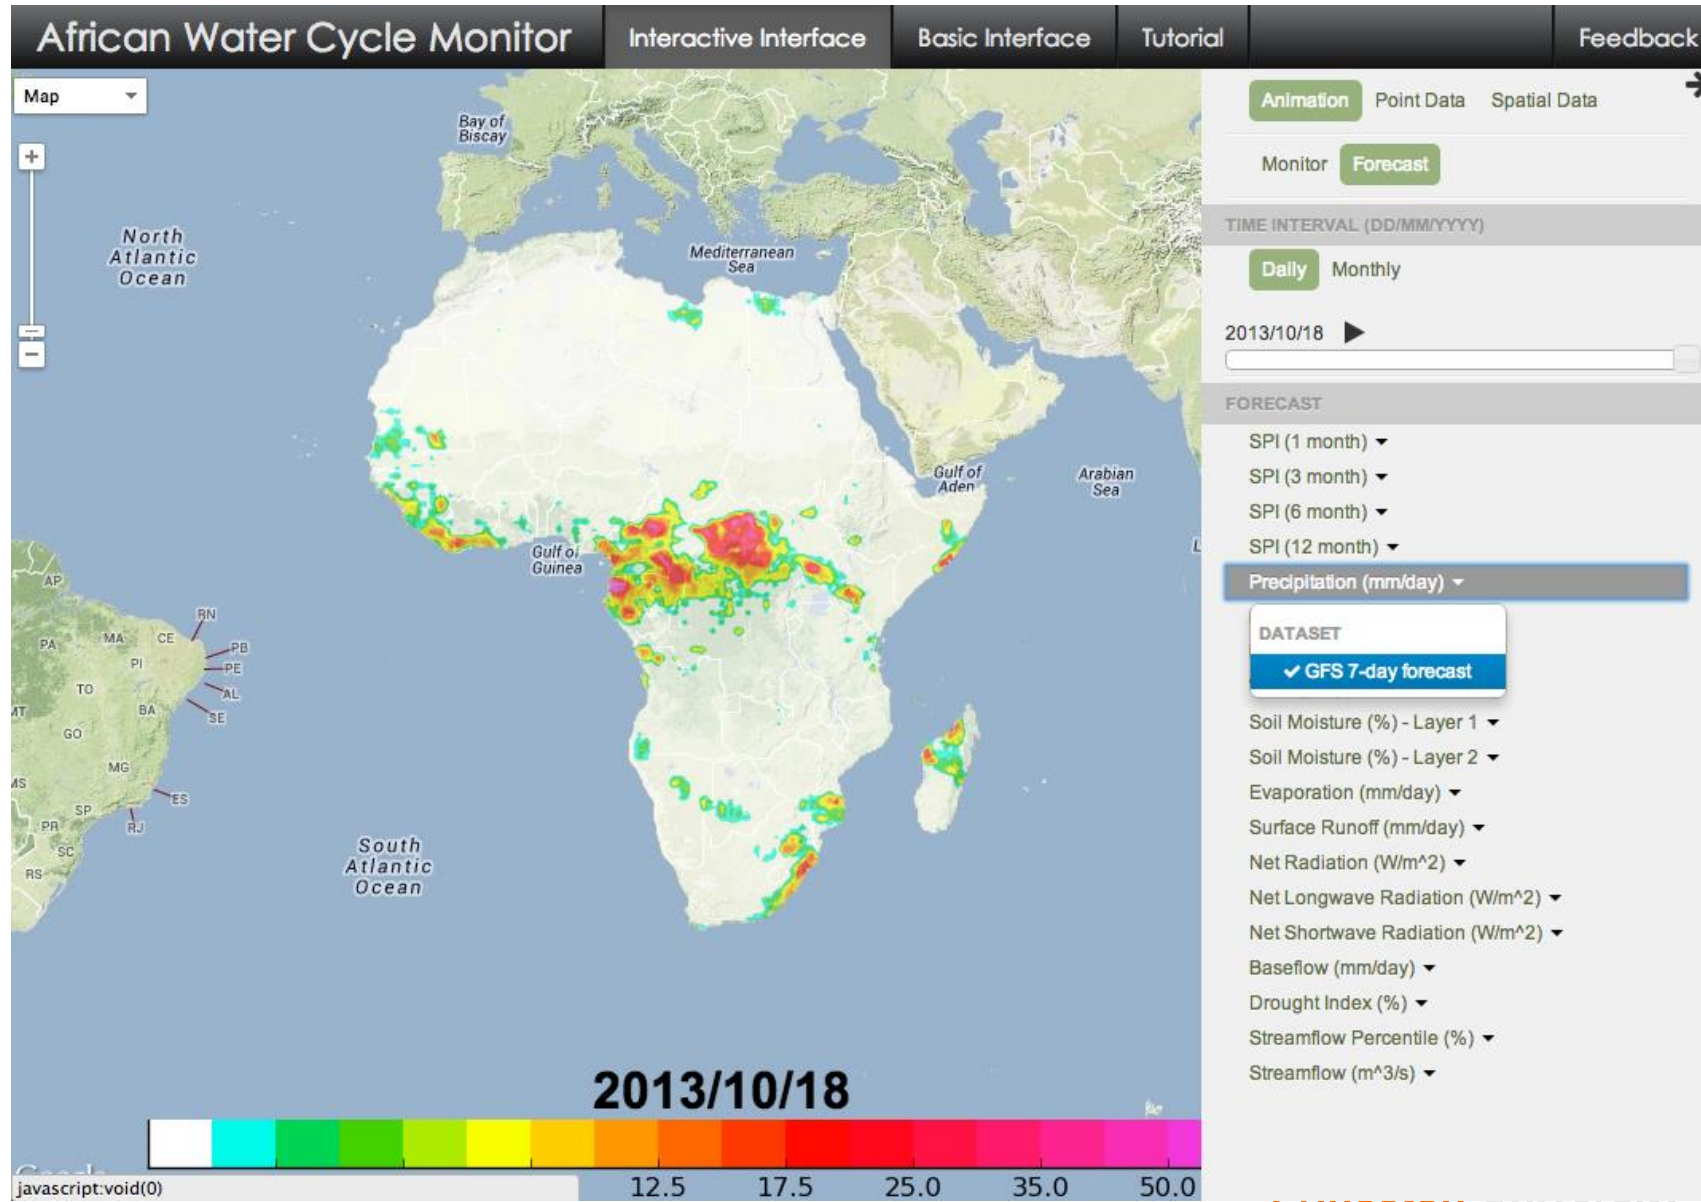 African Water Cycle Monitor
Interactive Interface
Basic Interface
Tutorial
Feedback
Map
Bay of
Biscay
North
Atlantic
Ocean
Mediterranean
Sea
Gulf of
Aden
Arabian
Sea
Gulf of
Guinea
AP
RN
PA
MA
CE
PB
PI
PE
TO
AL
BA
SE
GO
MG
ES
SP
PR
RJ
SC
RS
South
Atlantic
Ocean
2013/10/18
12.5 17.5 25.0 35.0 50.0
javascript:void(0)
Animation Point Data Spatial Data
Monitor Forecast
TIME INTERVAL (DD/MM/YYYY)
Daily Monthly
2013/10/18
FORECAST
SPI (1 month)
SPI (3 month)
SPI (6 month)
SPI (12 month)
Precipitation (mm/day)
DATASET
✓ GFS 7-day forecast
Soil Moisture (%) - Layer 1
Soil Moisture (%) - Layer 2
Evaporation (mm/day)
Surface Runoff (mm/day)
Net Radiation (W/m^2)
Net Longwave Radiation (W/m^2)
Net Shortwave Radiation (W/m^2)
Baseflow (mm/day)
Drought Index (%)
Streamflow Percentile (%)
Streamflow (m^3/s)